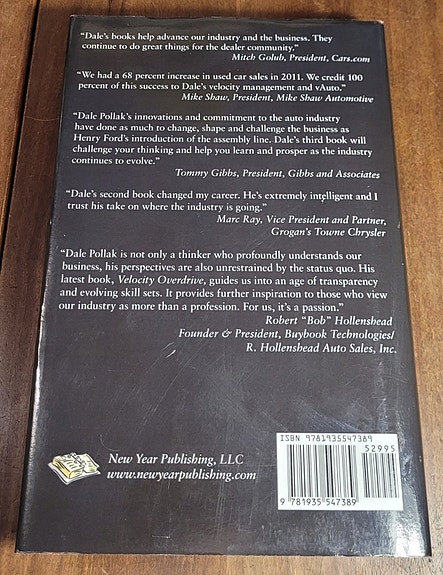 "Dale's books help advance our industry and the business. They
continue to do great things for the dealer community."
Mitch Golub, President, Cars.com
"We had a 68 percent increase in used car sales in 2011. We credit 100
percent of this success to Dale's velocity management and vAuto."
Mike Shaw, President, Mike Shaw Automotive
"Dale Pollak's innovations and commitment to the auto industry
have done as much to change, shape and challenge the business as
Henry Ford's introduction of the assembly line. Dale's third book will
challenge your thinking and help you learn and prosper as the industry
continues to evolve."
Tommy Gibbs, President, Gibbs and Associates
"Dale's second book changed my career. He's extremely intelligent and I
trust his take on where the industry is going."
Marc Ray, Vice President and Partner,
Grogan's Towne Chrysler
"Dale Pollak is not only a thinker who profoundly understands our
business, his perspectives are also unrestrained by the status quo. His
latest book, Velocity Overdrive, guides us into an age of transparency
and evolving skill sets. It provides further inspiration to those who view
our industry as more than a profession. For us, it's a passion."
Robert "Bob" Hollenshead
Founder & President, Buybook Technologies/
R. Hollenshead Auto Sales, Inc.
New Year Publishing, LLC
www.newyearpublishing.com
ISBN 9781935547389
52995
9 781935 547389